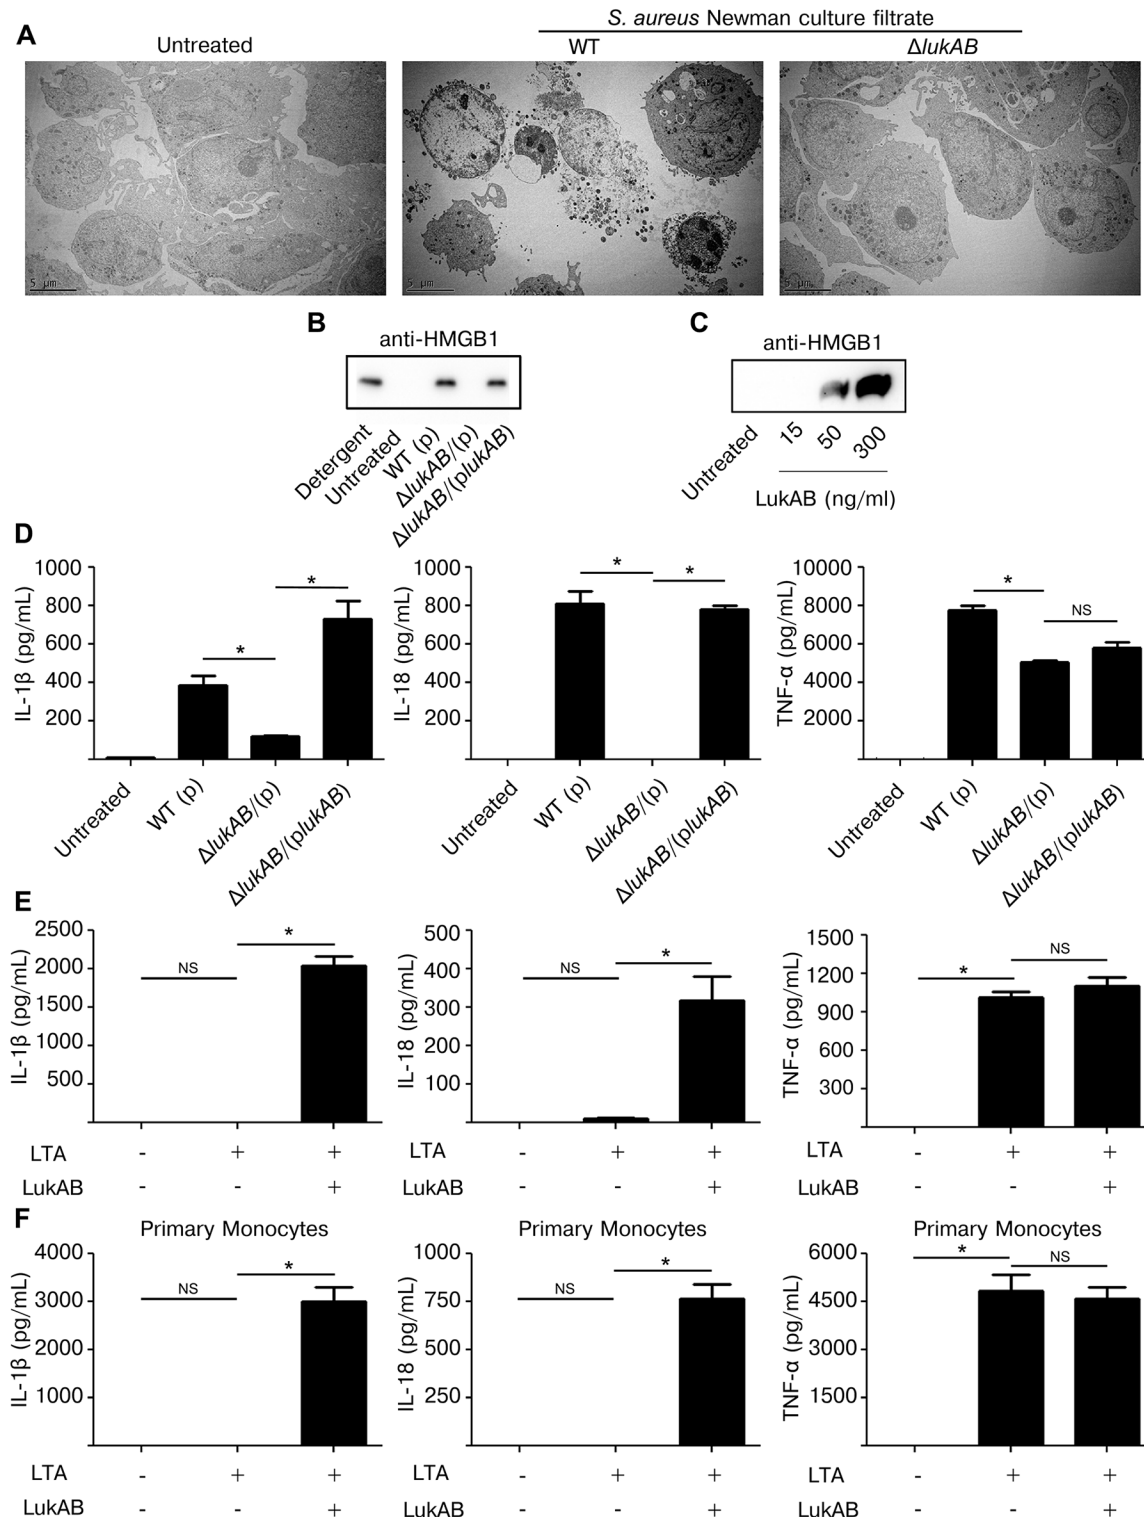 A
Untreated
S. aureus Newman culture filtrate
WT
ΔlukAB
5 µm
5 µm
5 µm
B
anti-HMGB1
Detergent
Untreated
WT (p)
ΔlukAB/(p)
ΔlukAB/(plukAB)
C
anti-HMGB1
Untreated
15
50
300
LukAB (ng/ml)
D
IL-1β (pg/mL)
1000
800
600
400
200
*
*
Untreated
WT (p)
ΔlukAB/(p)
ΔlukAB/(plukAB)
IL-18 (pg/mL)
1000
800
600
400
200
*
*
Untreated
WT (p)
ΔlukAB/(p)
ΔlukAB/(plukAB)
TNF-α (pg/mL)
10000
8000
6000
4000
2000
*
NS
Untreated
WT (p)
ΔlukAB/(p)
ΔlukAB/(plukAB)
E
IL-1β (pg/mL)
2500
2000
1500
1000
500
NS
*
LTA - + +
LukAB - - +
IL-18 (pg/mL)
500
400
300
200
100
NS
*
LTA - + +
LukAB - - +
TNF-α (pg/mL)
1500
1200
900
600
300
*
NS
LTA - + +
LukAB - - +
F
Primary Monocytes
IL-1β (pg/mL)
4000
3000
2000
1000
NS
*
LTA - + +
LukAB - - +
Primary Monocytes
IL-18 (pg/mL)
1000
750
500
250
NS
*
LTA - + +
LukAB - - +
Primary Monocytes
TNF-α (pg/mL)
6000
4500
3000
1500
*
NS
LTA - + +
LukAB - - +